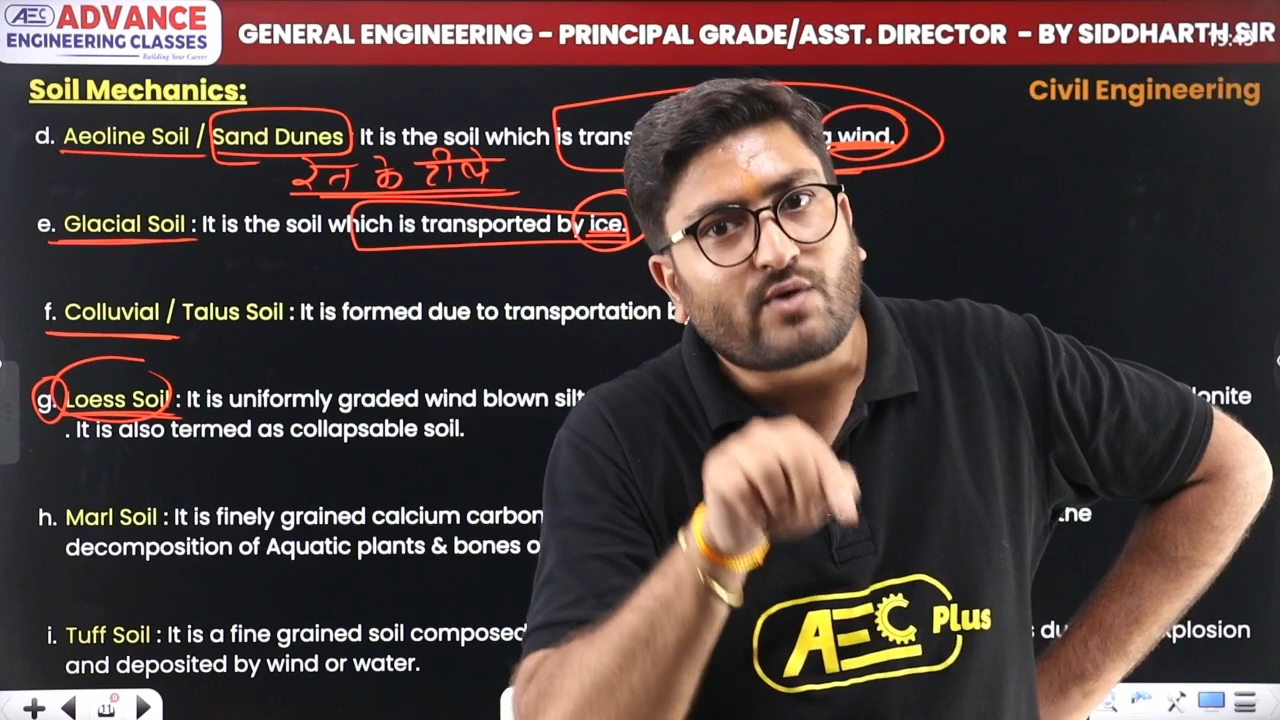 AEC ADVANCE
ENGINEERING CLASSES
Building Your Career
GENERAL ENGINEERING - PRINCIPAL GRADE/ASST. DIRECTOR - BY SIDDHARTH SIR
Soil Mechanics:
Civil Engineering
d. Aeoline Soil / Sand Dunes It is the soil which is wind.
रेत के टीले
e. Glacial Soil : It is the soil which is transported by ice.
f. Colluvial / Talus Soil : It is formed due to transportation
g. Loess Soil : It is uniformly graded wind blown silt
. It is also termed as collapsable soil.
h. Marl Soil : It is finely grained calcium
decomposition of Aquatic plants & bones
i. Tuff Soil : It is a fine grained soil composed
and deposited by wind or water.
AEC Plus
11